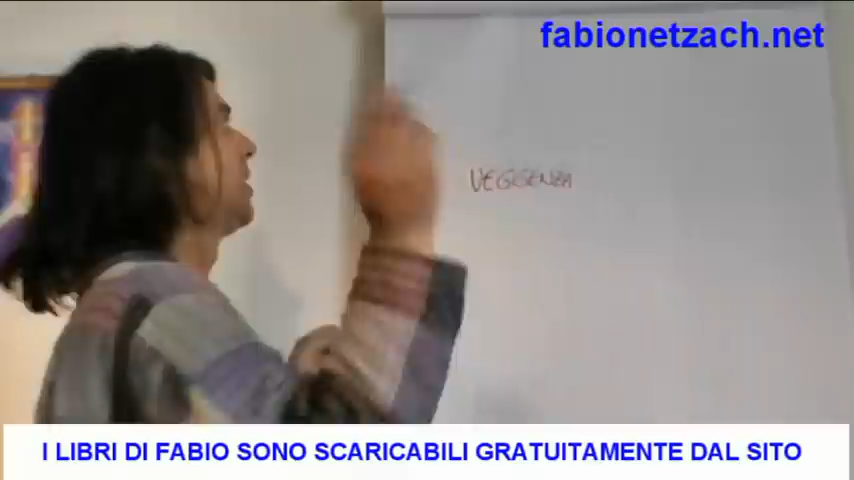 fabionetzach.net
VEGGENZA
I LIBRI DI FABIO SONO SCARICABILI GRATUITAMENTE DAL SITO